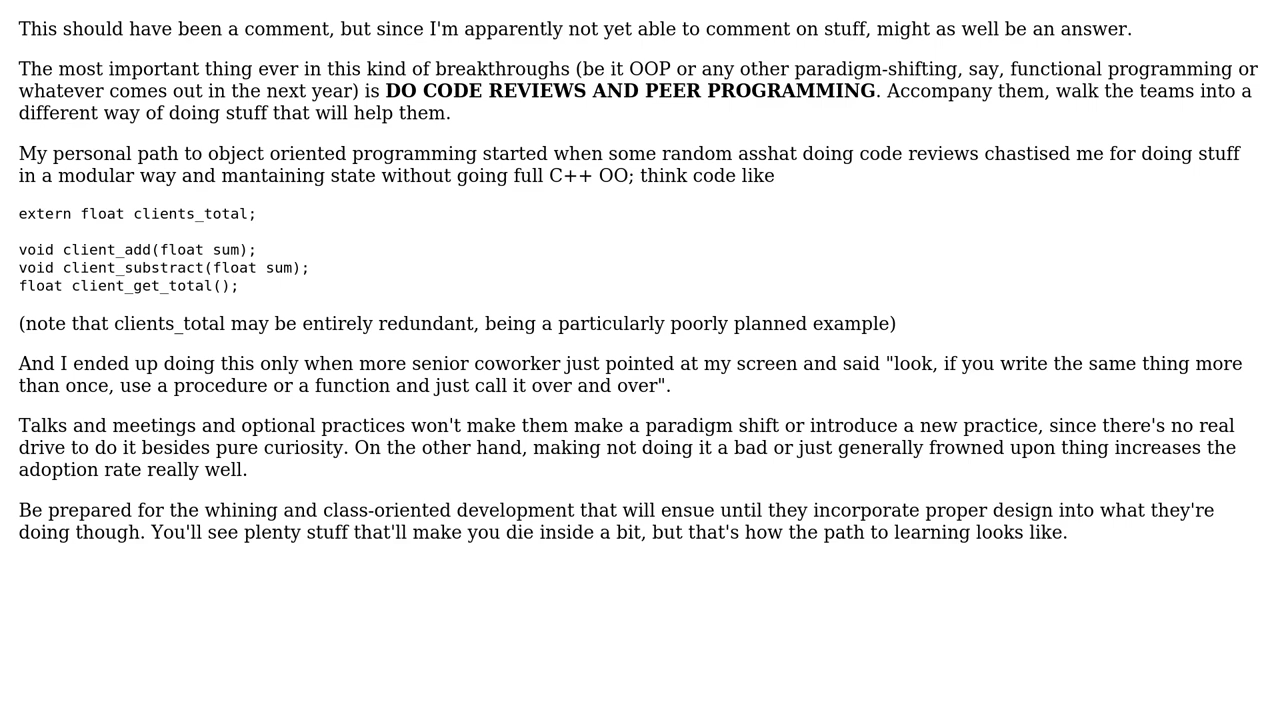 This should have been a comment, but since I'm apparently not yet able to comment on stuff, might as well be an answer.
The most important thing ever in this kind of breakthroughs (be it OOP or any other paradigm-shifting, say, functional programming or
whatever comes out in the next year) is DO CODE REVIEWS AND PEER PROGRAMMING. Accompany them, walk the teams into a
different way of doing stuff that will help them.
My personal path to object oriented programming started when some random asshat doing code reviews chastised me for doing stuff
in a modular way and mantaining state without going full C++ OO; think code like
extern float clients_total;
void client_add(float sum);
void client_substract(float sum);
float client_get_total();
(note that clients_total may be entirely redundant, being a particularly poorly planned example)
And I ended up doing this only when more senior coworker just pointed at my screen and said "look, if you write the same thing more
than once, use a procedure or a function and just call it over and over".
Talks and meetings and optional practices won't make them make a paradigm shift or introduce a new practice, since there's no real
drive to do it besides pure curiosity. On the other hand, making not doing it a bad or just generally frowned upon thing increases the
adoption rate really well.
Be prepared for the whining and class-oriented development that will ensue until they incorporate proper design into what they're
doing though. You'll see plenty stuff that'll make you die inside a bit, but that's how the path to learning looks like.